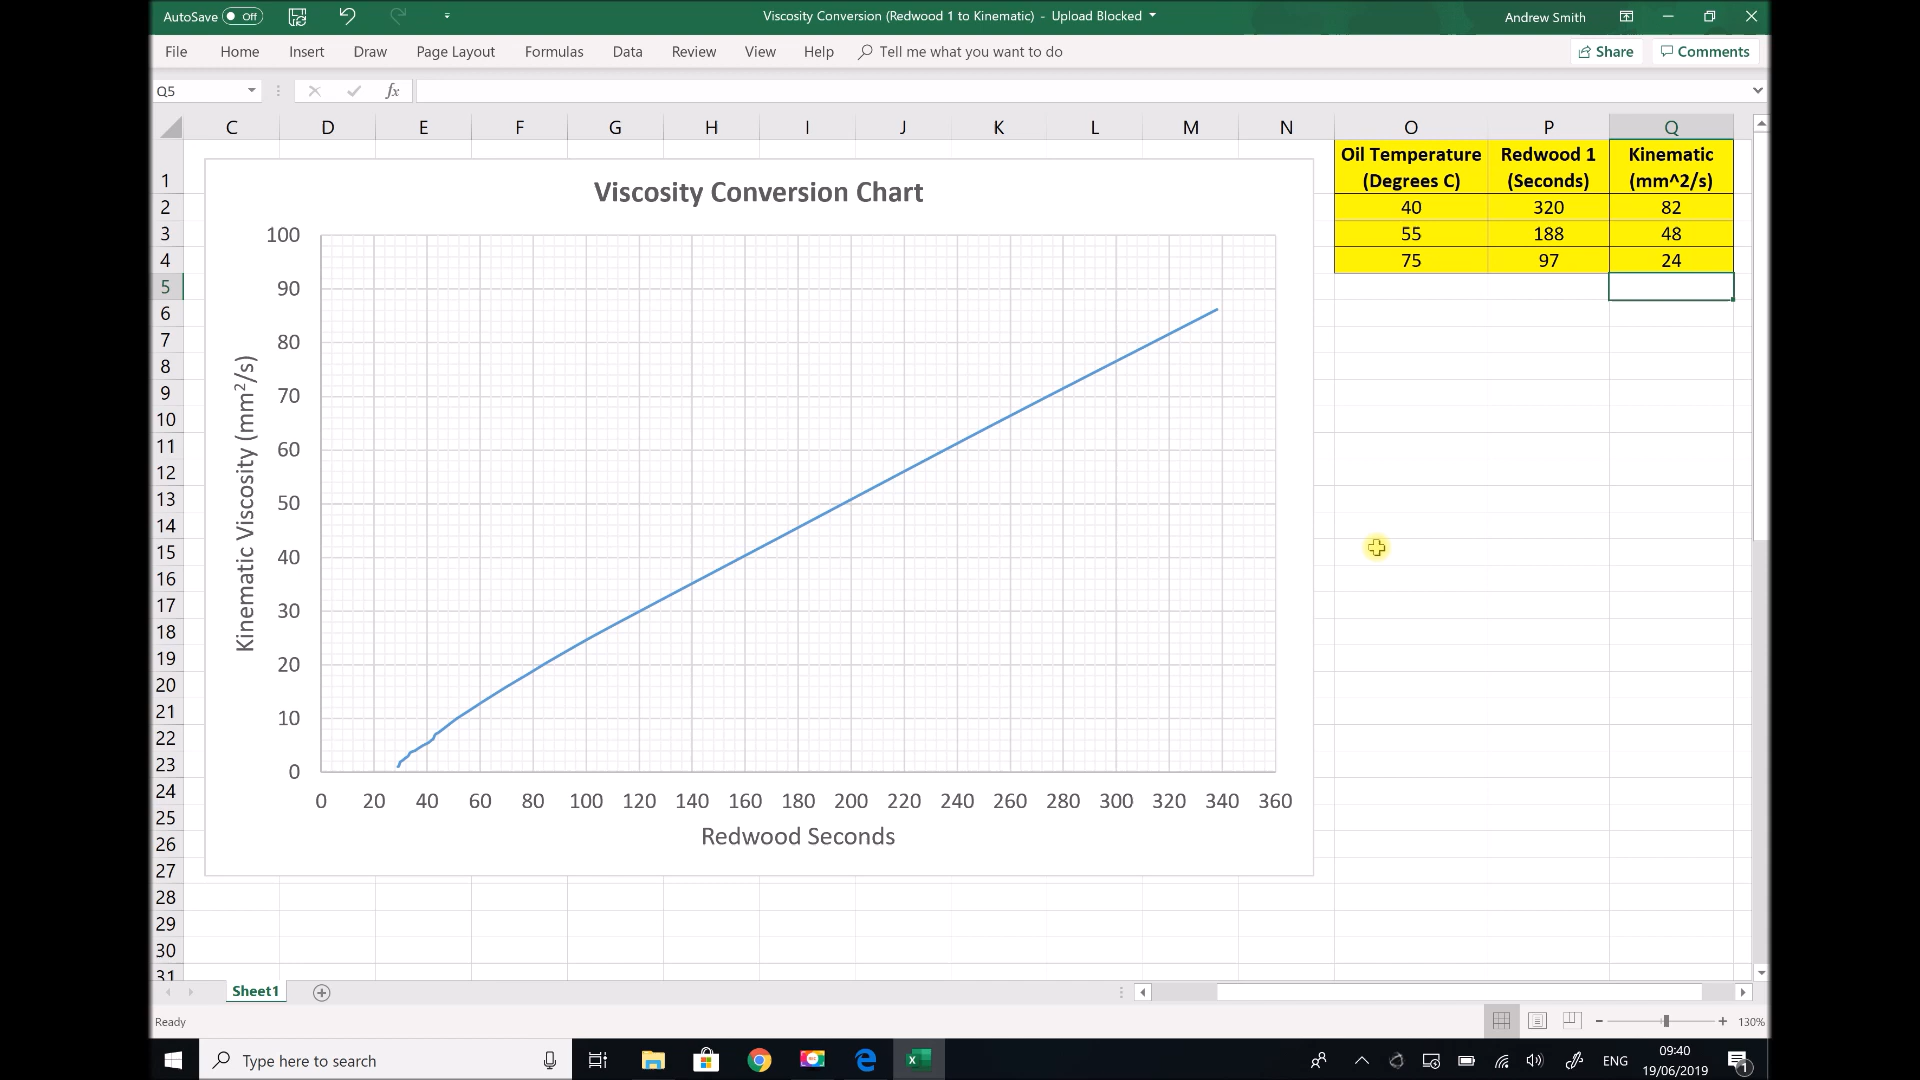 AutoSave Off
Viscosity Conversion (Redwood 1 to Kinematic) - Upload Blocked
Andrew Smith
File Home Insert Draw Page Layout Formulas Data Review View Help Tell me what you want to do Share Comments
Q5 fx
C D E F G H I J K L M N O P Q
1
2
3
4
5
6
7
8
9
10
11
12
13
14
15
16
17
18
19
20
21
22
23
24
25
26
27
28
29
30
31
Viscosity Conversion Chart
Kinematic Viscosity (mm²/s)
100
90
80
70
60
50
40
30
20
10
0
0 20 40 60 80 100 120 140 160 180 200 220 240 260 280 300 320 340 360
Redwood Seconds
Oil Temperature (Degrees C) Redwood 1 (Seconds) Kinematic (mm^2/s)
40 320 82
55 188 48
75 97 24
Sheet1
Ready
130%
Type here to search
ENG
09:40
19/06/2019
1